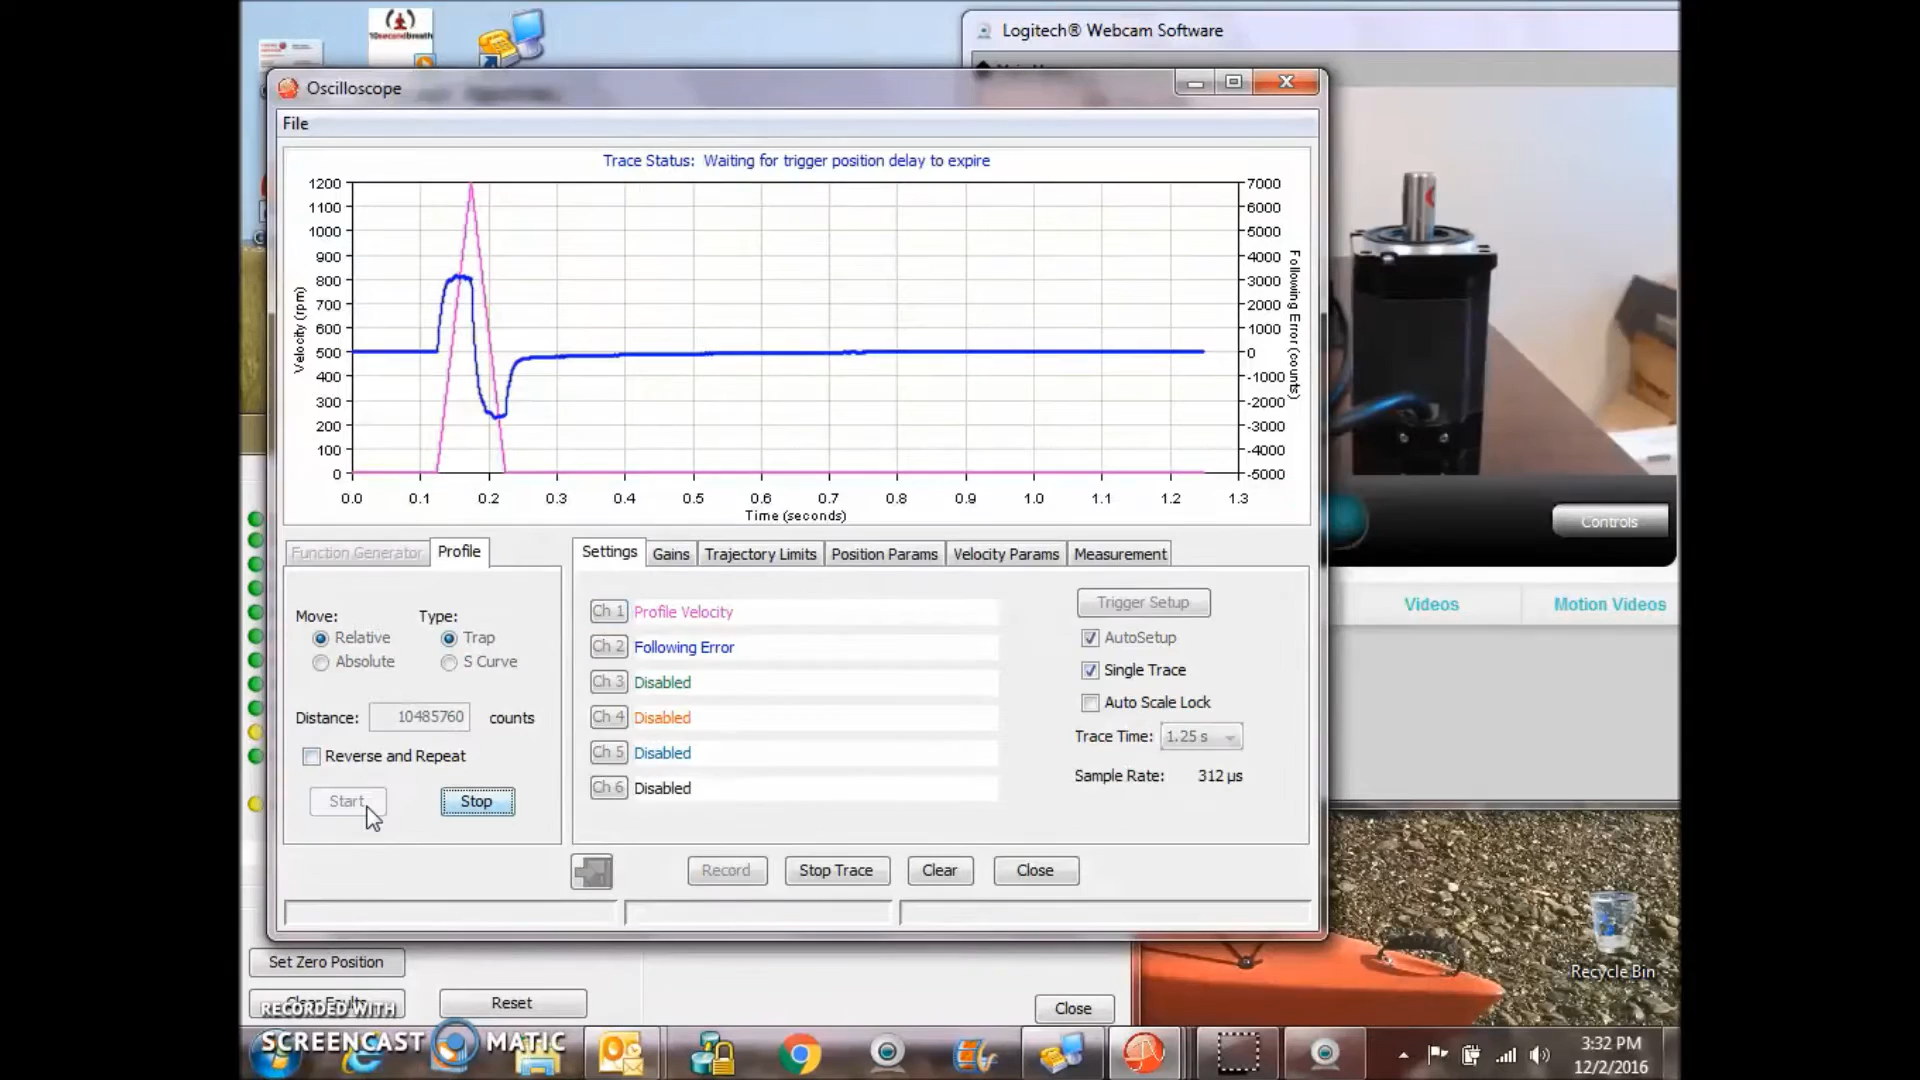 10secondbreath
Logitech® Webcam Software
Oscilloscope
File
Trace Status: Waiting for trigger position delay to expire
1200
1100
1000
900
800
700
600
500
400
300
200
100
0
Velocity (rpm)
7000
6000
5000
4000
3000
2000
1000
0
-1000
-2000
-3000
-4000
-5000
Following Error (counts)
0.0 0.1 0.2 0.3 0.4 0.5 0.6 0.7 0.8 0.9 1.0 1.1 1.2 1.3
Time (seconds)
Controls
Videos Motion Videos
Function Generator Profile
Settings Gains Trajectory Limits Position Params Velocity Params Measurement
Move: Type:
Relative Trap
Absolute S Curve
Distance: 10485760 counts
Reverse and Repeat
Start Stop
Ch 1 Profile Velocity
Ch 2 Following Error
Ch 3 Disabled
Ch 4 Disabled
Ch 5 Disabled
Ch 6 Disabled
Trigger Setup
AutoSetup
Single Trace
Auto Scale Lock
Trace Time: 1.25 s
Sample Rate: 312 µs
Record Stop Trace Clear Close
Set Zero Position
Clear Faults Reset Close
Recycle Bin
RECORDED WITH
SCREENCAST MATIC
3:32 PM
12/2/2016